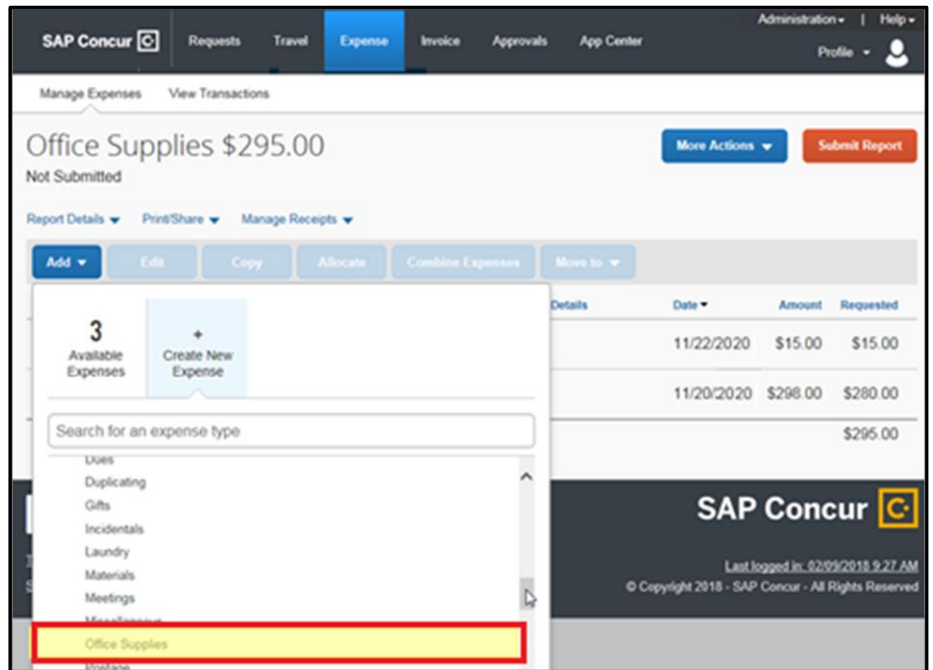 Administration | Help
SAP Concur C Requests Travel Expense Invoice Approvals App Center
Profile
Manage Expenses View Transactions
Office Supplies $295.00
More Actions Submit Report
Not Submitted
Report Details Print/Share Manage Receipts
Add Edit Copy Allocate Combine Expenses Move to
Details Date Amount Requested
3 +
Available Expenses
Create New Expense
11/22/2020 $15.00 $15.00
11/20/2020 $298.00 $280.00
Search for an expense type
$295.00
Dues
Duplicating
Gifts
Incidentals
Laundry
Materials
Meetings
Miscellaneous
Office Supplies
Postage
SAP Concur C
Last logged in: 02/09/2018 9:27 AM
© Copyright 2018 - SAP Concur - All Rights Reserved